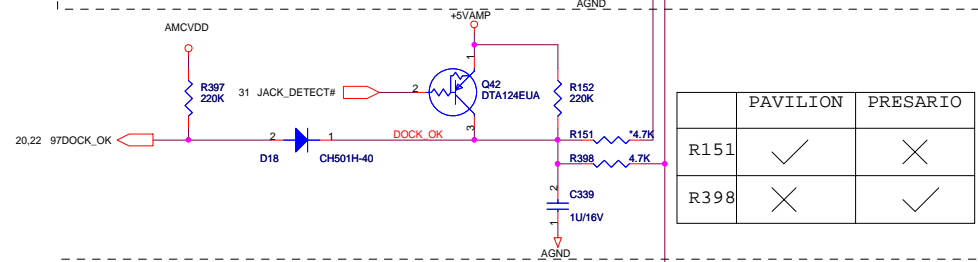 AGND
AMCVDD
+5VAMP
R397
220K
31 JACK_DETECT#
2
1
Q42
DTA124EUA
3
R152
220K
20,22 97DOCK_OK
2
1
D18
CH501H-40
DOCK_OK
R151
*4.7K
R398
4.7K
2
C339
1U/16V
1
AGND
PAVILION PRESARIO
R151 ✓ ✕
R398 ✕ ✓